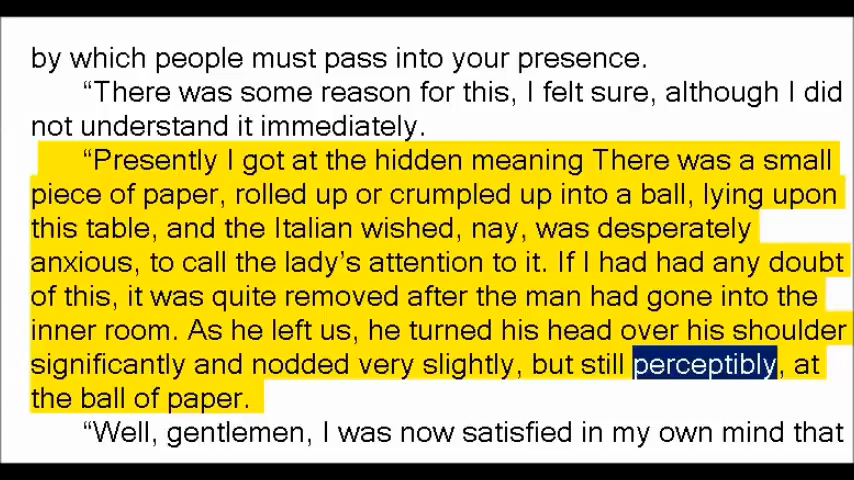 by which people must pass into your presence.
“There was some reason for this, I felt sure, although I did
not understand it immediately.
“Presently I got at the hidden meaning There was a small
piece of paper, rolled up or crumpled up into a ball, lying upon
this table, and the Italian wished, nay, was desperately
anxious, to call the lady’s attention to it. If I had had any doubt
of this, it was quite removed after the man had gone into the
inner room. As he left us, he turned his head over his shoulder
significantly and nodded very slightly, but still perceptibly, at
the ball of paper.
“Well, gentlemen, I was now satisfied in my own mind that